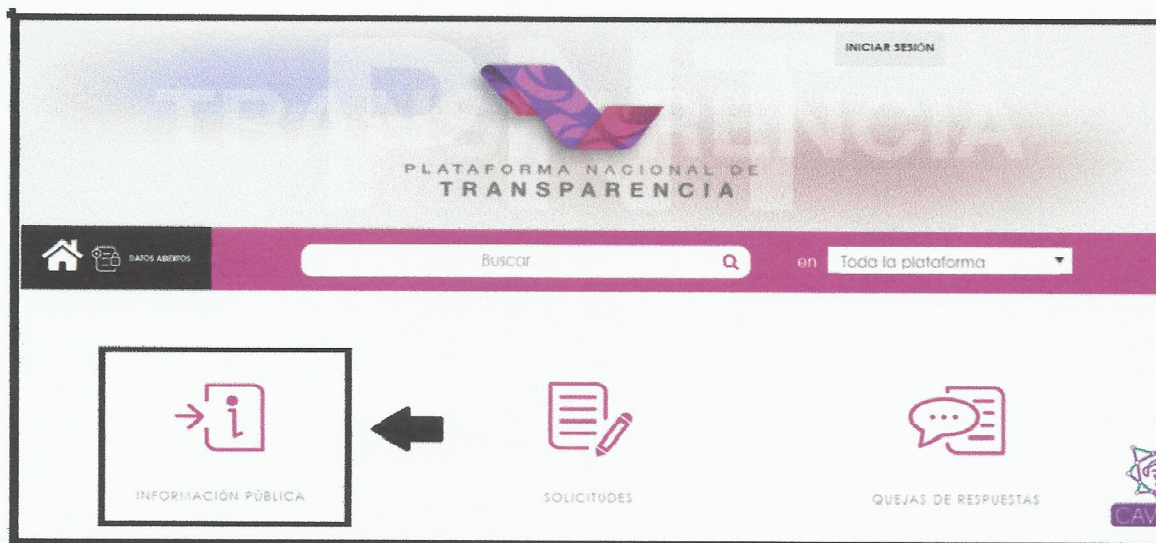 INICIAR SESIÓN
PLATAFORMA NACIONAL DE
TRANSPARENCIA
DATOS ABIERTOS
Buscar
en
Toda la plataforma
INFORMACIÓN PÚBLICA
SOLICITUDES
QUEJAS DE RESPUESTAS